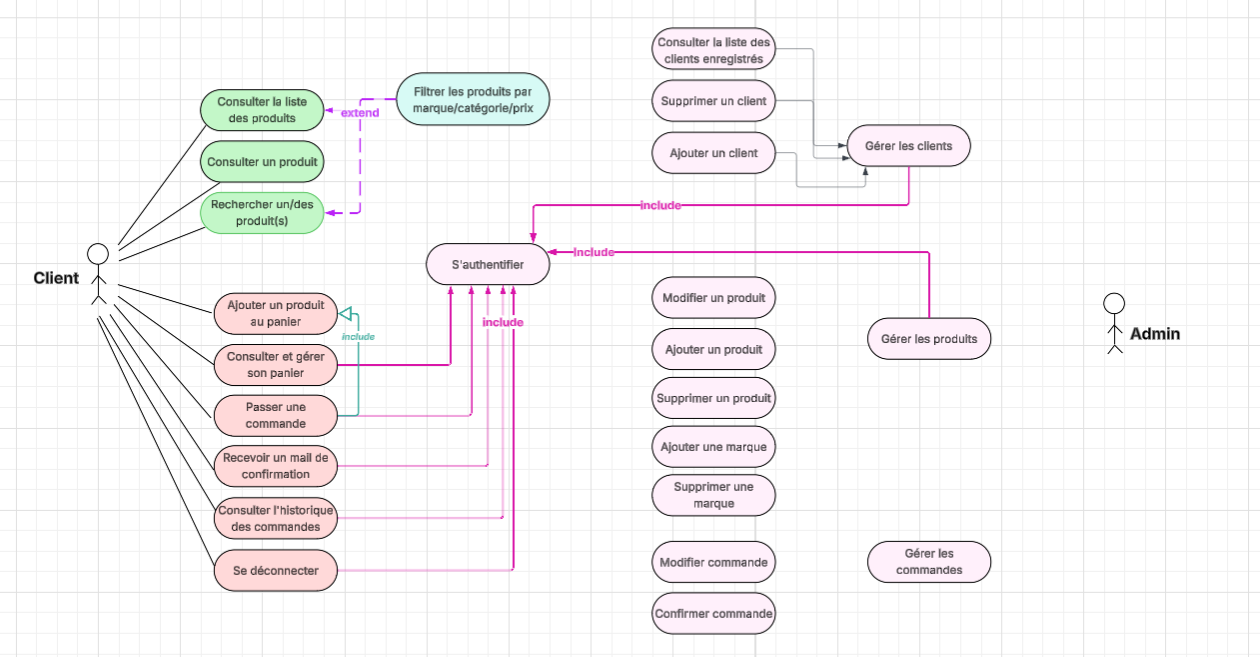 Consulter la liste des
clients enregistrés
Filtrer les produits par
marque/catégorie/prix
Consulter la liste
des produits
extend
Supprimer un client
Ajouter un client
Gérer les clients
Consulter un produit
Rechercher un/des
produit(s)
include
Include
S'authentifier
Client
Ajouter un produit
au panier
include
include
Modifier un produit
Gérer les produits
Admin
Consulter et gérer
son panier
Ajouter un produit
Passer une
commande
Supprimer un produit
Recevoir un mail de
confirmation
Ajouter une marque
Supprimer une
marque
Consulter l'historique
des commandes
Se déconnecter
Modifier commande
Gérer les
commandes
Confirmer commande